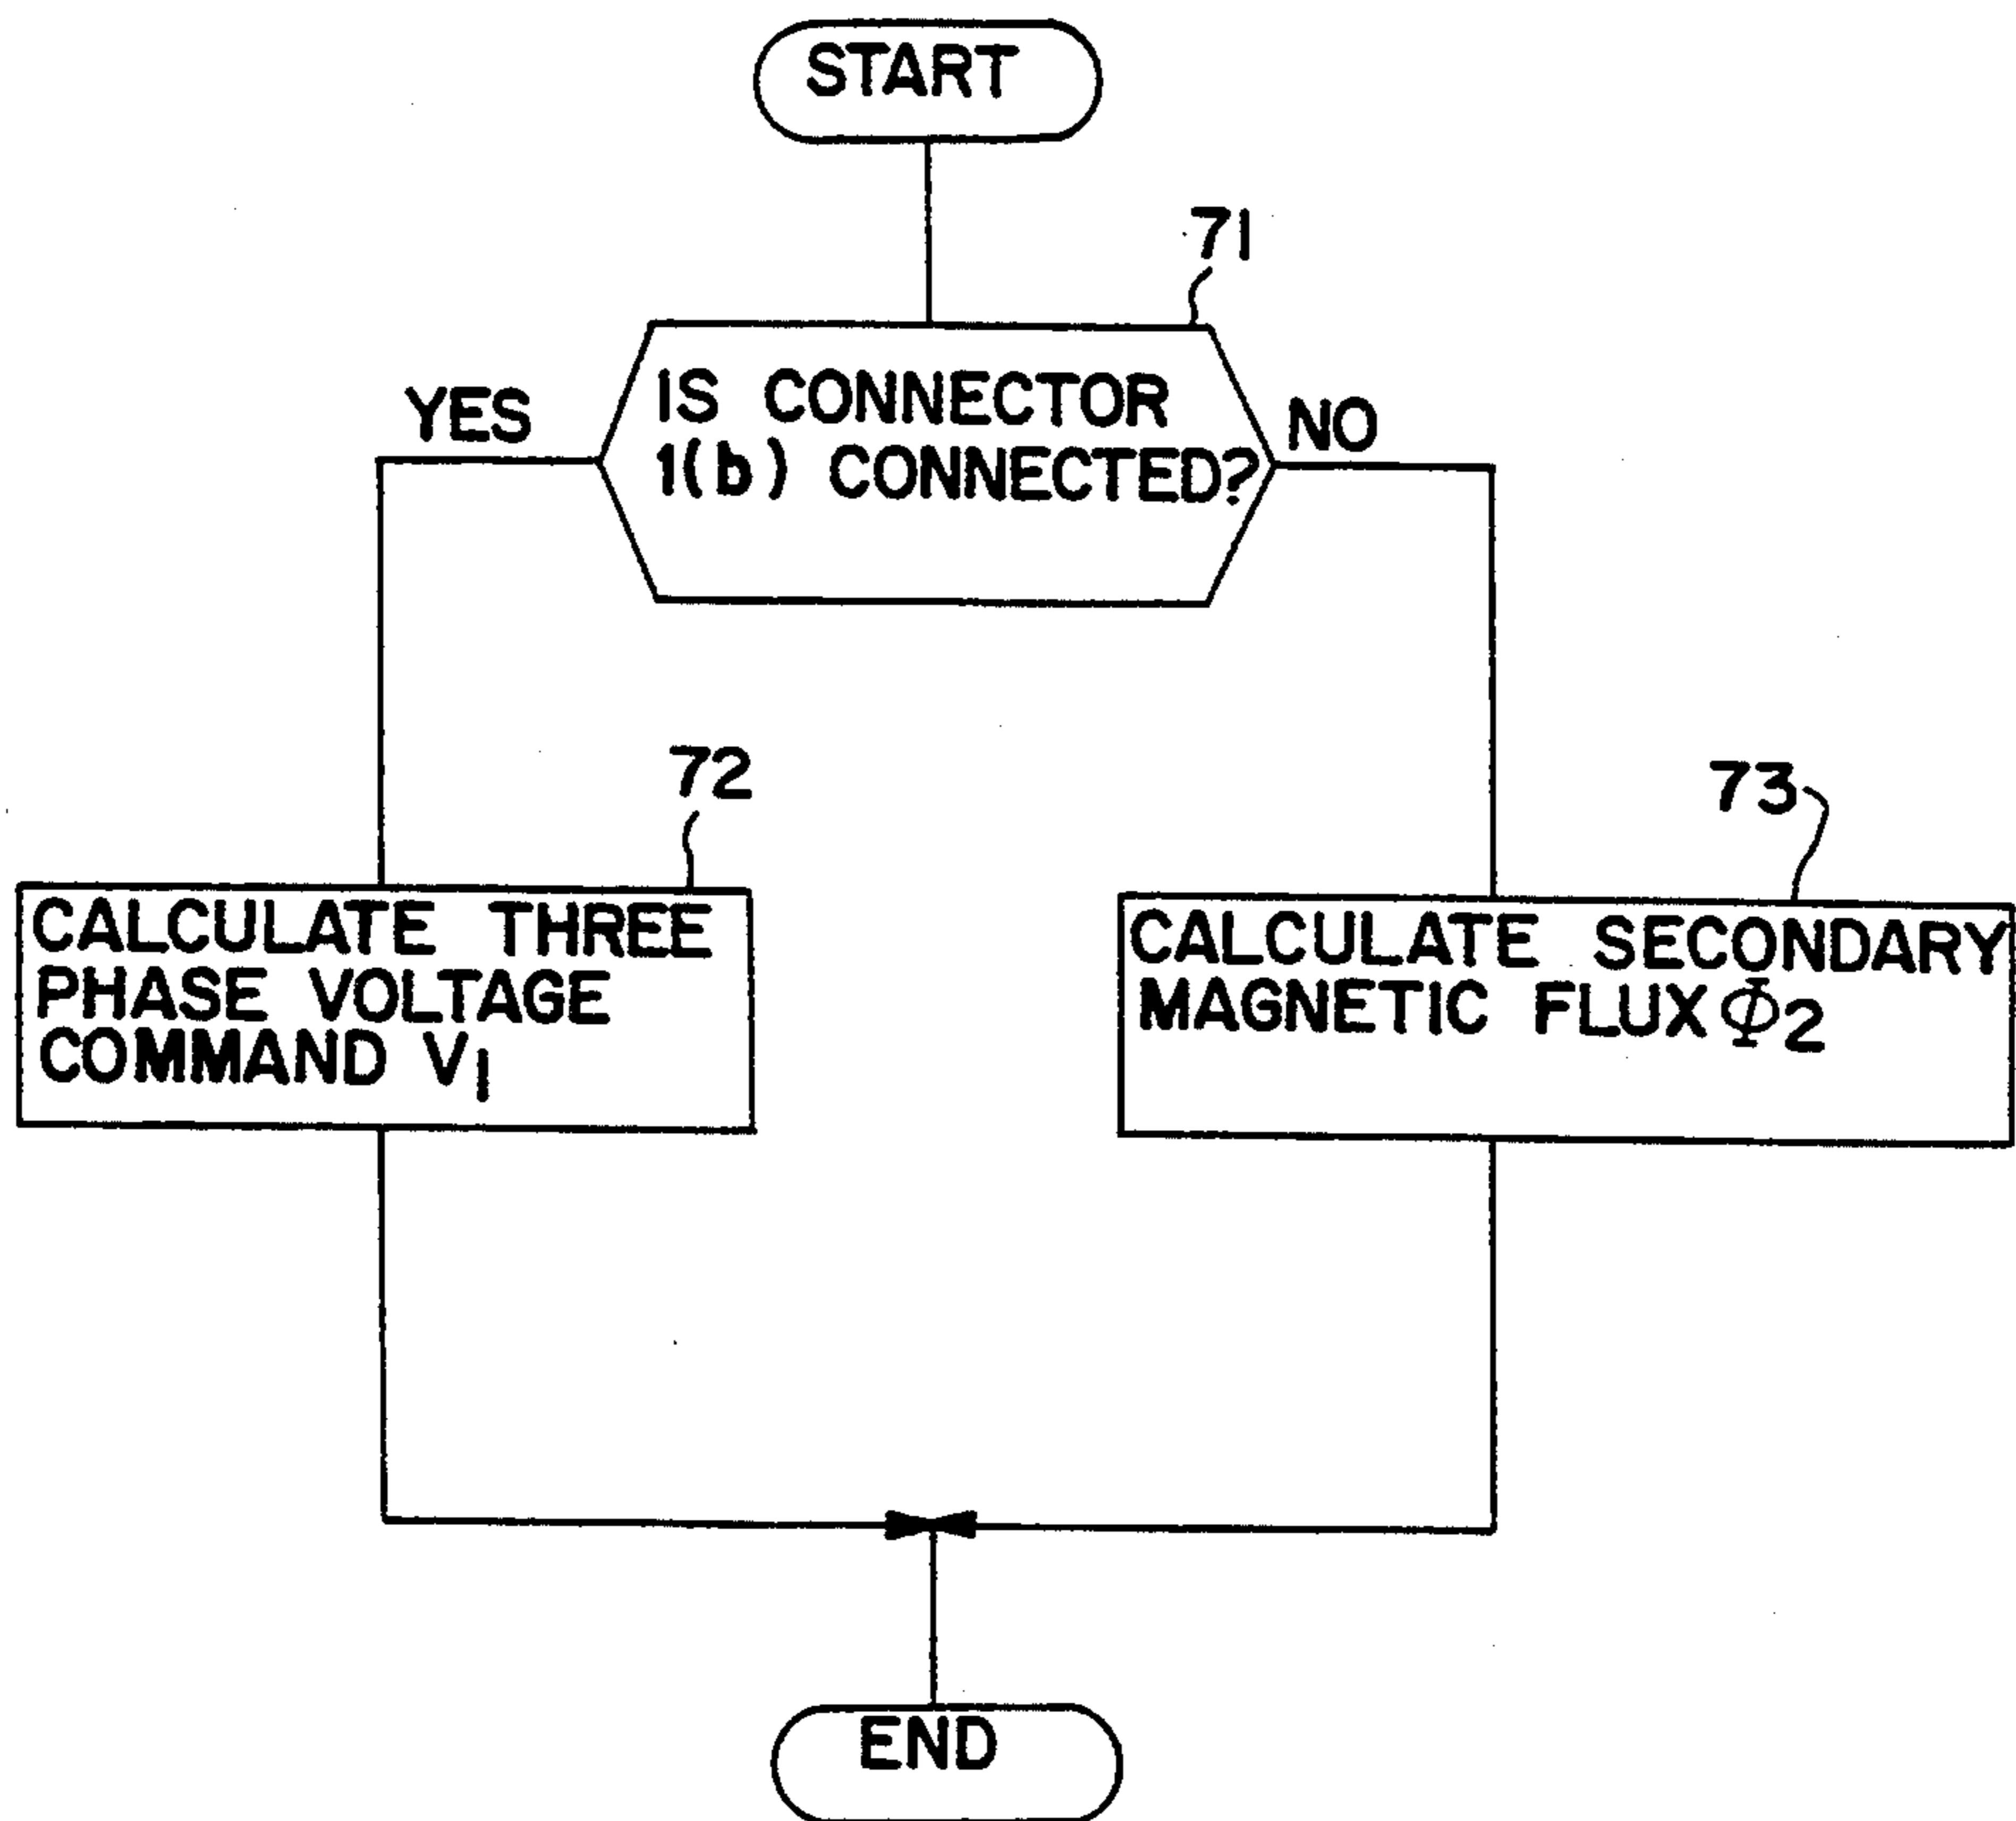 START
71
YES
IS CONNECTOR
1(b) CONNECTED?
NO
72
CALCULATE THREE
PHASE VOLTAGE
COMMAND V1
73
CALCULATE SECONDARY
MAGNETIC FLUX Φ2
END